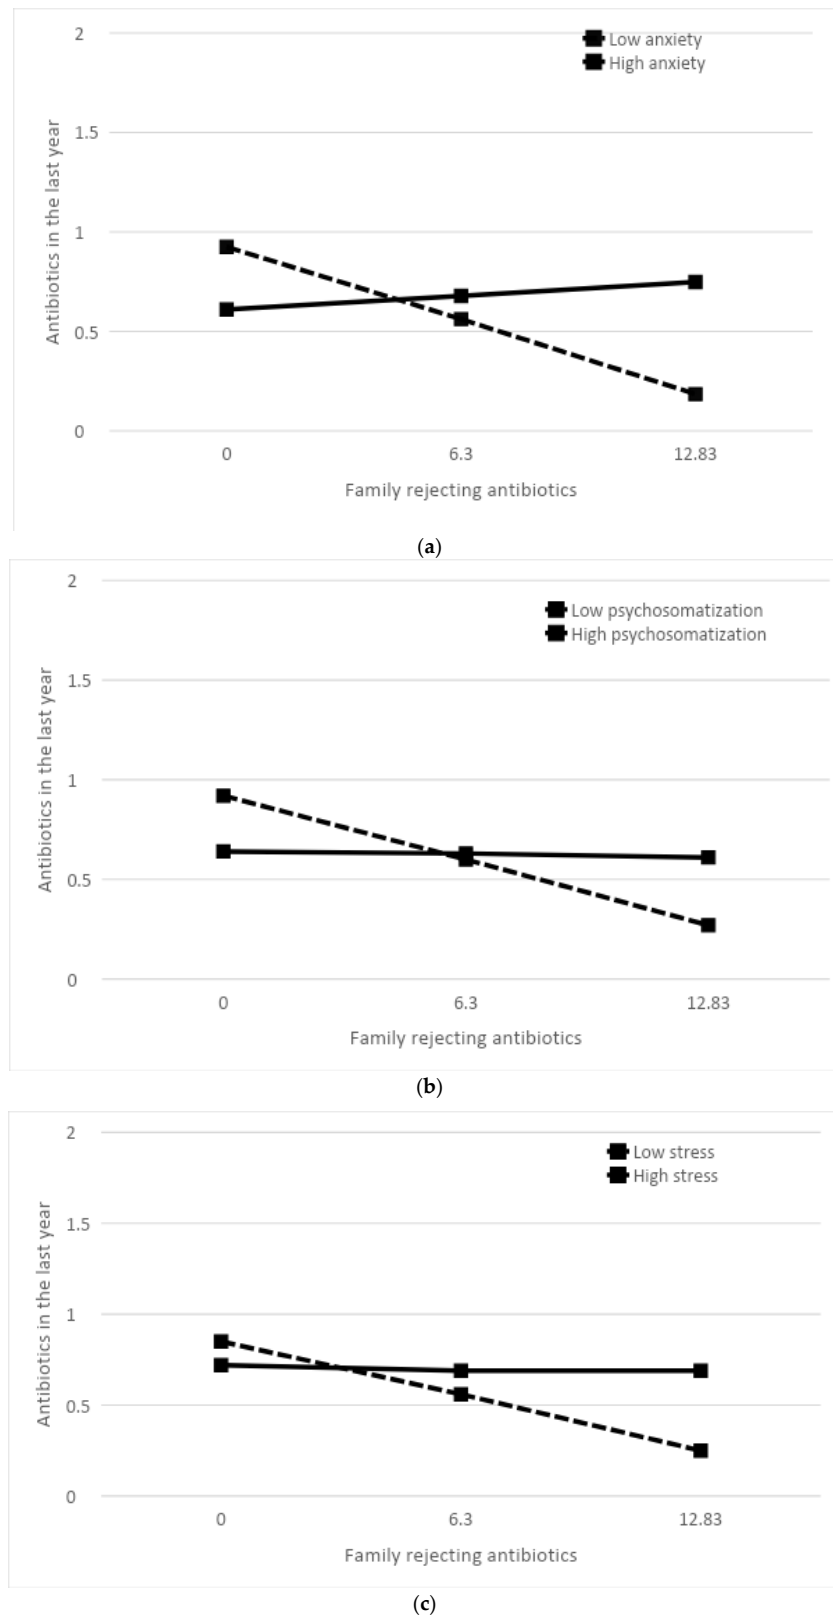 2
Low anxiety
High anxiety
1.5
1
0.5
0
Antibiotics in the last year
0 6.3 12.83
Family rejecting antibiotics
(a)
2
Low psychosomatization
High psychosomatization
1.5
1
0.5
0
Antibiotics in the last year
0 6.3 12.83
Family rejecting antibiotics
(b)
2
Low stress
High stress
1.5
1
0.5
0
Antibiotics in the last year
0 6.3 12.83
Family rejecting antibiotics
(c)